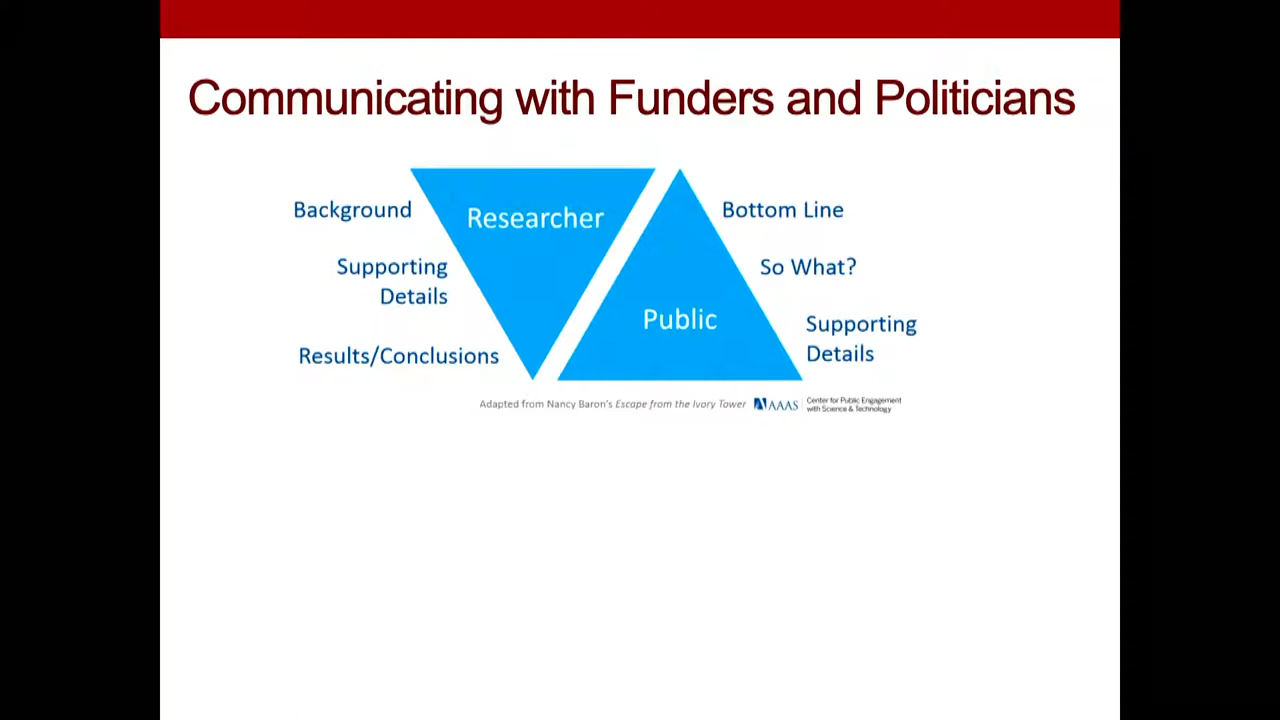 Communicating with Funders and Politicians
Background
Researcher
Supporting
Details
Results/Conclusions
Bottom Line
So What?
Public
Supporting
Details
Adapted from Nancy Baron's Escape from the Ivory Tower
AAAS
Center for Public Engagement
with Science & Technology